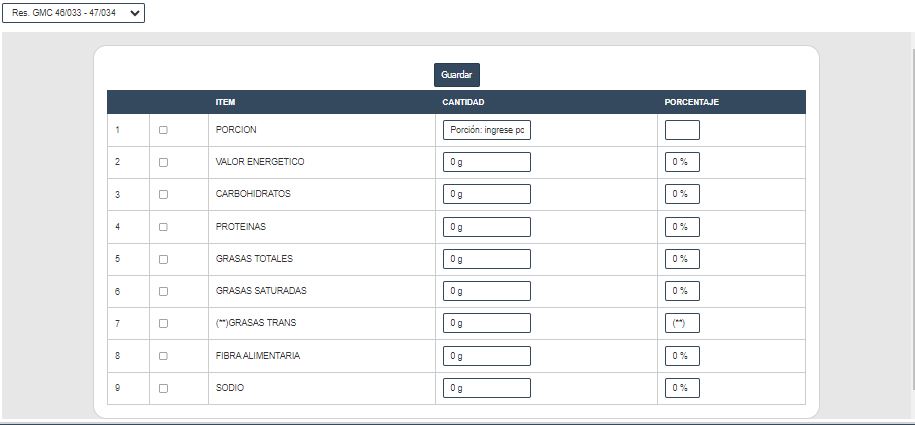 Res. GMC 46/033 - 47/034
Guardar
ITEM CANTIDAD PORCENTAJE
1 PORCION Porción: ingrese po
2 VALOR ENERGETICO 0 g 0 %
3 CARBOHIDRATOS 0 g 0 %
4 PROTEINAS 0 g 0 %
5 GRASAS TOTALES 0 g 0 %
6 GRASAS SATURADAS 0 g 0 %
7 (**)GRASAS TRANS 0 g (**)
8 FIBRA ALIMENTARIA 0 g 0 %
9 SODIO 0 g 0 %